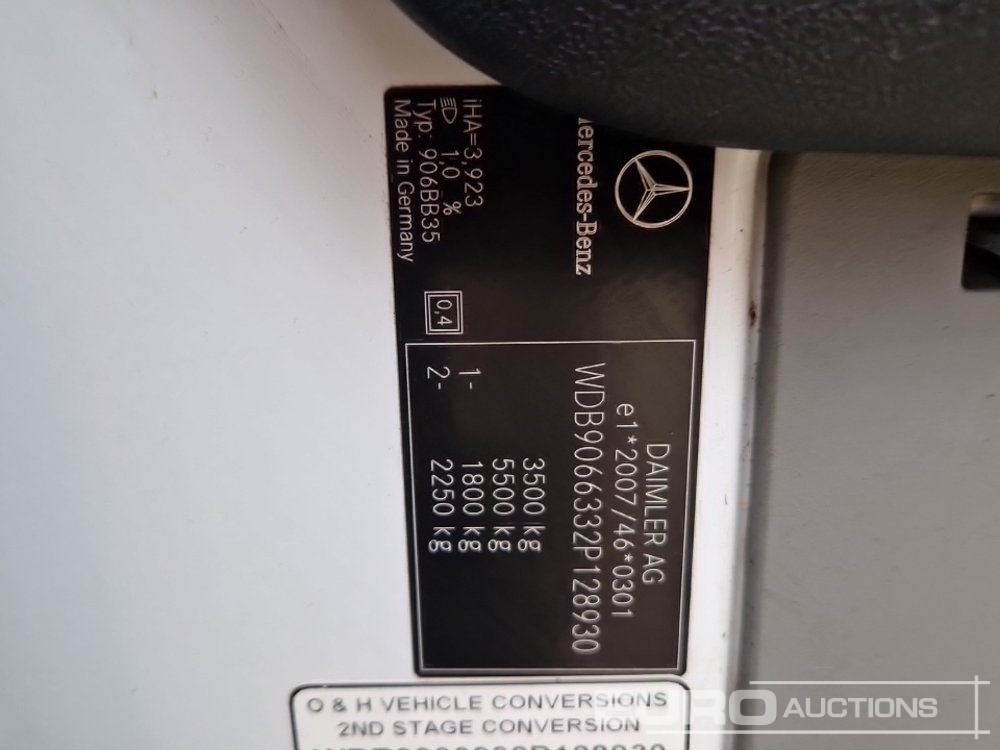 Mercedes-Benz
iHA=3,923
1,0 %
Typ: 906BB35
Made in Germany
0,4
DAIMLER AG
e1*2007/46*0301
WDB9066332P128930
3500 kg
5500 kg
1- 1800 kg
2- 2250 kg
O & H VEHICLE CONVERSIONS
2ND STAGE CONVERSION
AUCTIONS